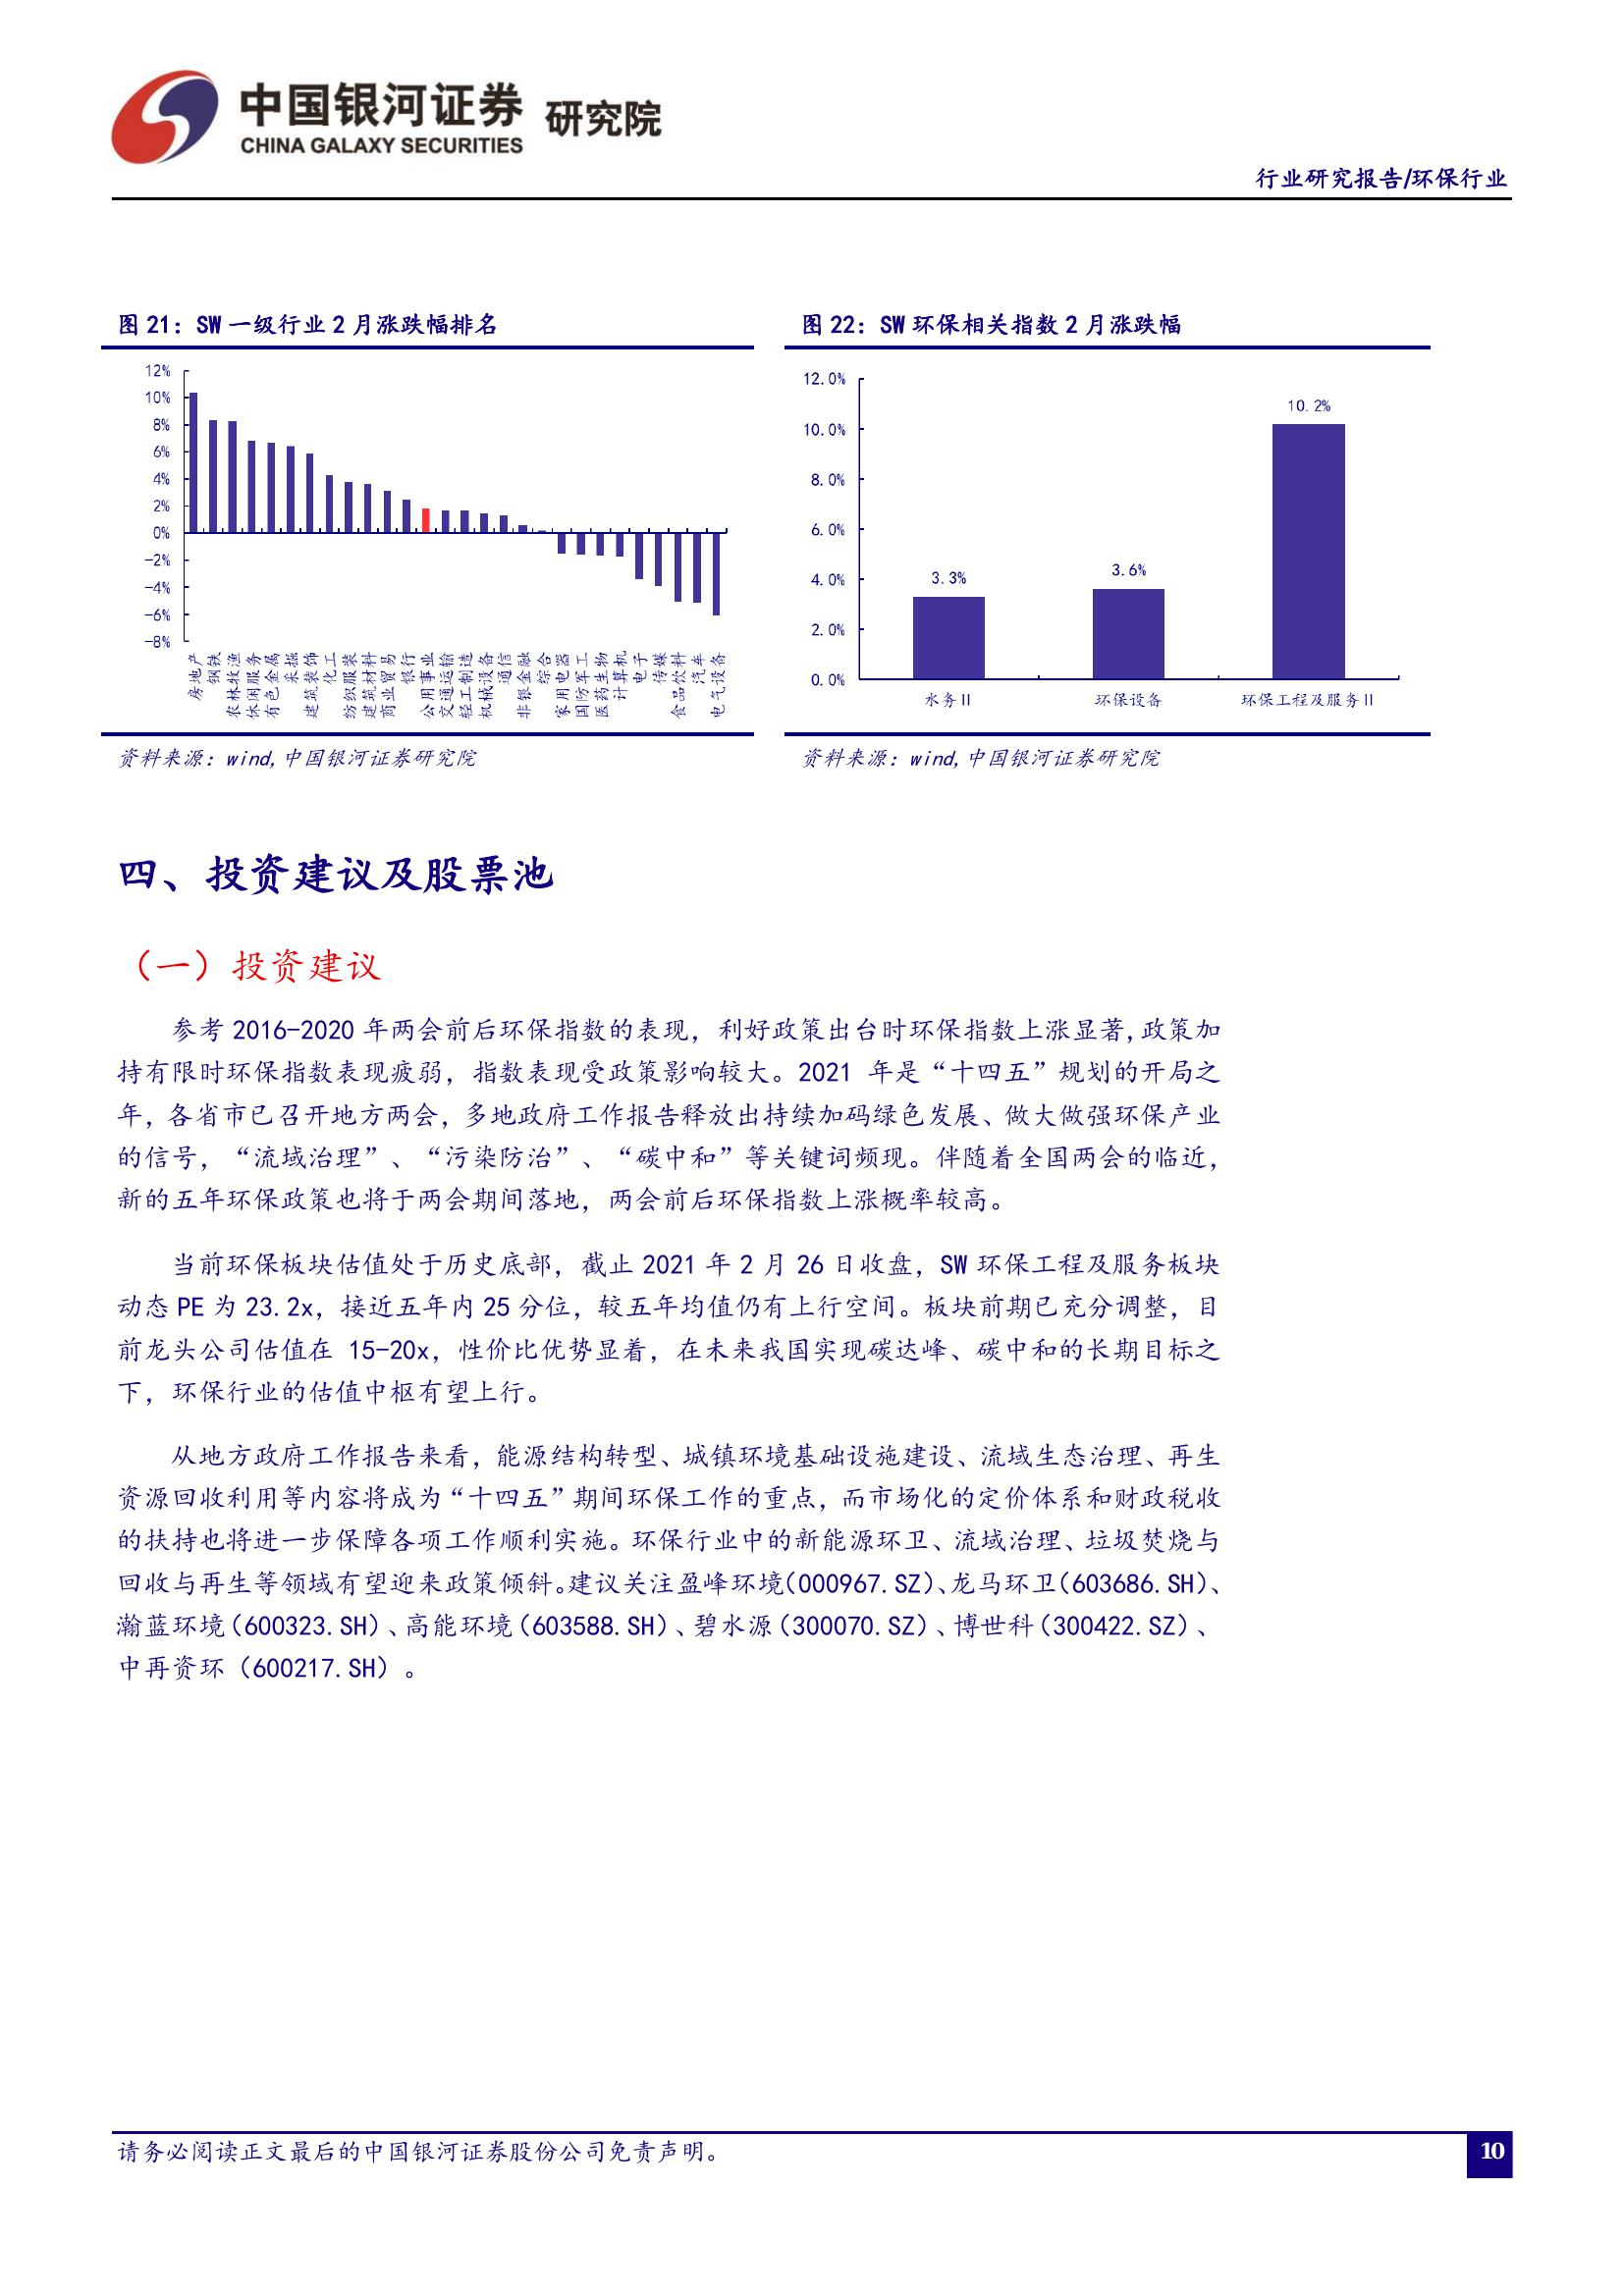 中国银河证券 研究院
CHINA GALAXY SECURITIES
行业研究报告/环保行业
图 21：SW 一级行业 2 月涨跌幅排名
12%
10%
8%
6%
4%
2%
0%
-2%
-4%
-6%
-8%
房地产
钢铁
农林牧渔
休闲服务
有色金属
采掘
建筑装饰
化工
纺织服装
建筑材料
商业贸易
银行
公用事业
交通运输
轻工制造
机械设备
通信
非银金融
综合
家用电器
国防军工
医药生物
计算机
电子
传媒
食品饮料
汽车
电气设备
资料来源：wind,中国银河证券研究院
图 22：SW 环保相关指数 2 月涨跌幅
12.0%
10.0%
8.0%
6.0%
4.0%
2.0%
0.0%
3.3%
3.6%
10.2%
水务Ⅱ
环保设备
环保工程及服务Ⅱ
资料来源：wind,中国银河证券研究院
四、投资建议及股票池
（一）投资建议
参考 2016-2020 年两会前后环保指数的表现，利好政策出台时环保指数上涨显著,政策加
持有限时环保指数表现疲弱，指数表现受政策影响较大。2021 年是“十四五”规划的开局之
年，各省市已召开地方两会，多地政府工作报告释放出持续加码绿色发展、做大做强环保产业
的信号，“流域治理”、“污染防治”、“碳中和”等关键词频现。伴随着全国两会的临近，
新的五年环保政策也将于两会期间落地，两会前后环保指数上涨概率较高。
当前环保板块估值处于历史底部，截止 2021 年 2 月 26 日收盘，SW 环保工程及服务板块
动态 PE 为 23.2x，接近五年内 25 分位，较五年均值仍有上行空间。板块前期已充分调整，目
前龙头公司估值在 15-20x，性价比优势显着，在未来我国实现碳达峰、碳中和的长期目标之
下，环保行业的估值中枢有望上行。
从地方政府工作报告来看，能源结构转型、城镇环境基础设施建设、流域生态治理、再生
资源回收利用等内容将成为“十四五”期间环保工作的重点，而市场化的定价体系和财政税收
的扶持也将进一步保障各项工作顺利实施。环保行业中的新能源环卫、流域治理、垃圾焚烧与
回收与再生等领域有望迎来政策倾斜。建议关注盈峰环境(000967.SZ)、龙马环卫(603686.SH)、
瀚蓝环境(600323.SH)、高能环境(603588.SH)、碧水源(300070.SZ)、博世科(300422.SZ)、
中再资环（600217.SH）。
请务必阅读正文最后的中国银河证券股份公司免责声明。
10